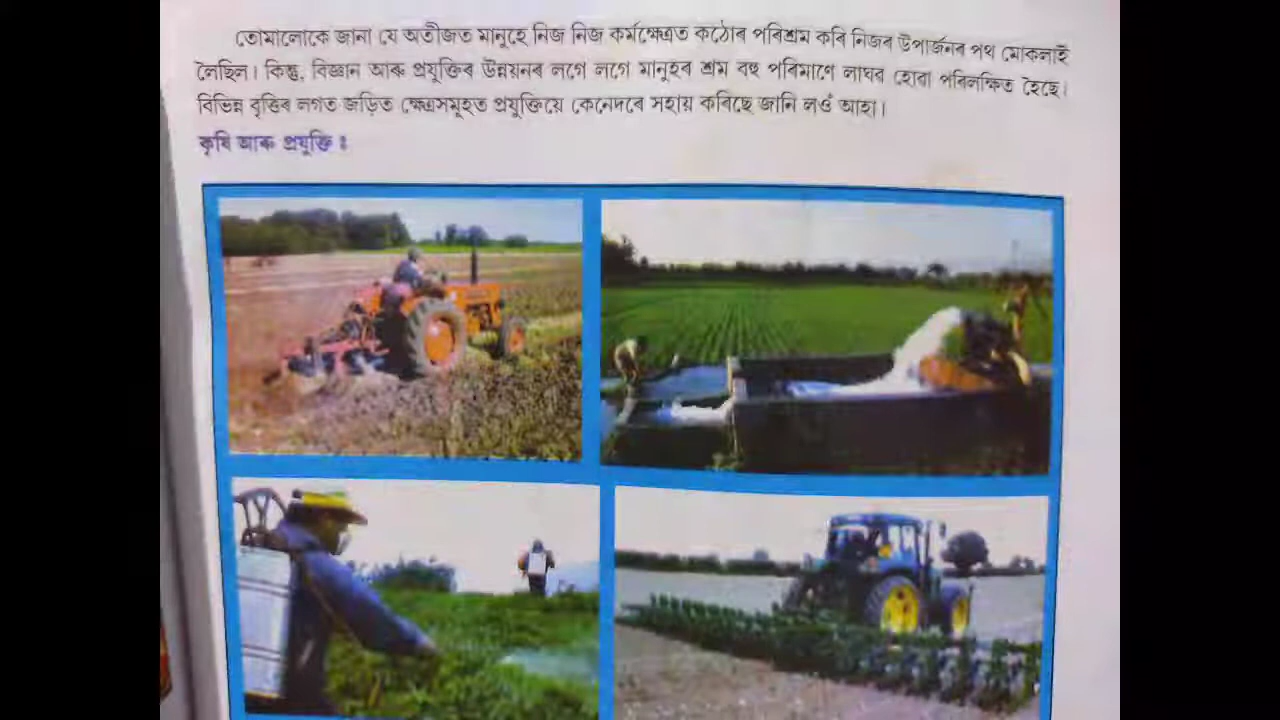 তোমালোকে জানা যে অতীজত মানুহে নিজ নিজ কৰ্মক্ষেত্ৰত কঠোৰ পৰিশ্ৰম কৰি নিজৰ উপাৰ্জনৰ পথ মোকলাই
লৈছিল। কিন্তু, বিজ্ঞান আৰু প্ৰযুক্তিৰ উন্নয়নৰ লগে লগে মানুহৰ শ্ৰম বহু পৰিমাণে লাঘৱ হোৱা পৰিলক্ষিত হৈছে।
বিভিন্ন বৃত্তিৰ লগত জড়িত ক্ষেত্ৰসমূহত প্ৰযুক্তিয়ে কেনেদৰে সহায় কৰিছে জানি লওঁ আহা।
কৃষি আৰু প্ৰযুক্তি ঃ